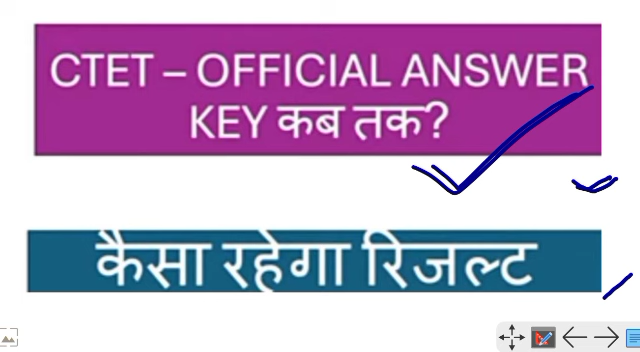 CTET – OFFICIAL ANSWER
KEY कब तक?
कैसा रहेगा रिजल्ट